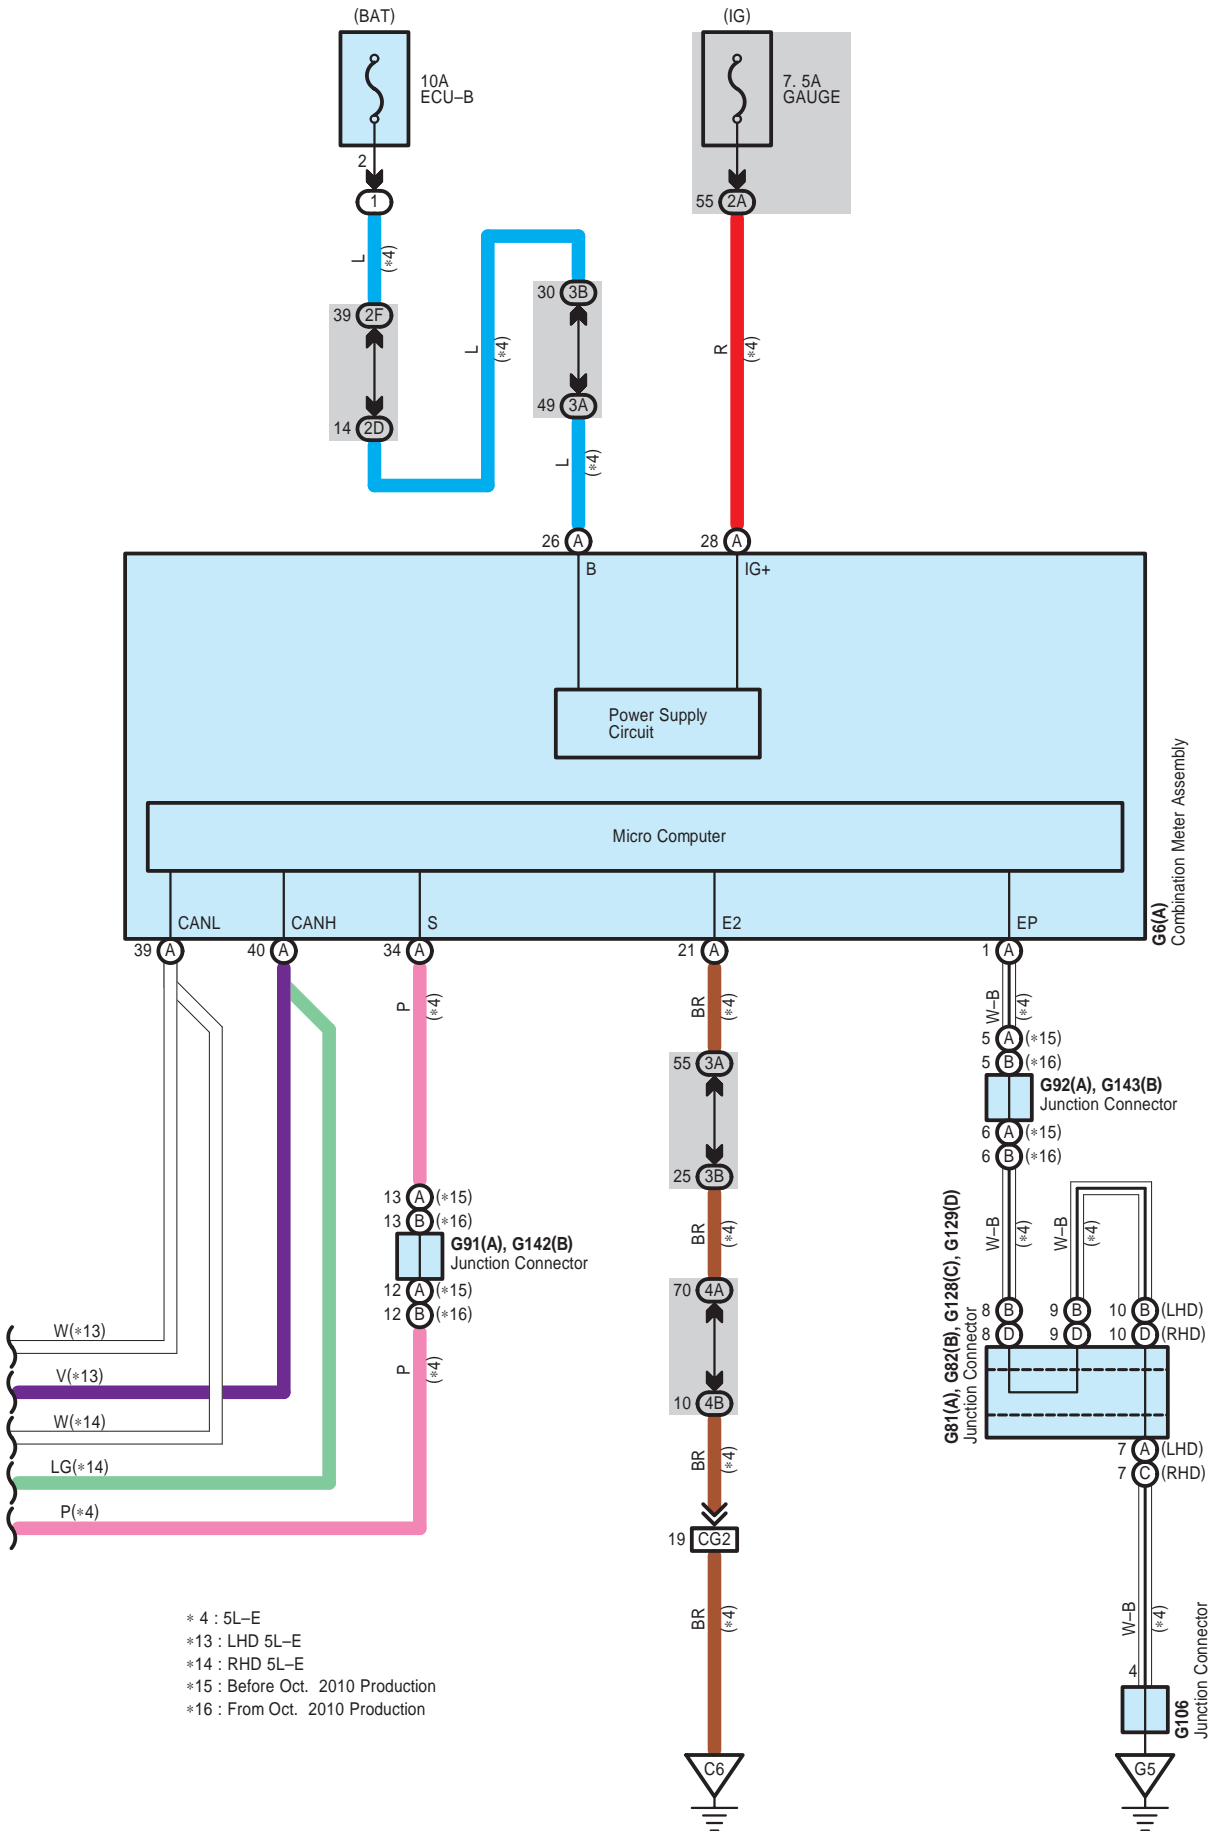 (BAT)
(IG)
10A
ECU–B
7. 5A
GAUGE
2
1
55 2A
L
(*4)
39 2F
30 3B
L
(*4)
R
(*4)
49 3A
14 2D
L
(*4)
26 A
28 A
B
IG+
Power Supply
Circuit
Micro Computer
G6(A)
Combination Meter Assembly
CANL
CANH
S
E2
EP
39 A
40 A
34 A
21 A
1 A
P
(*4)
BR
(*4)
W–B
(*4)
5 A (*15)
5 B (*16)
55 3A
G92(A), G143(B)
Junction Connector
6 A (*15)
6 B (*16)
25 3B
13 A (*15)
13 B (*16)
G91(A), G142(B)
Junction Connector
12 A (*15)
12 B (*16)
BR
(*4)
W–B
(*4)
W–B
(*4)
G81(A), G82(B), G128(C), G129(D)
Junction Connector
70 4A
8 B
9 B
10 B (LHD)
8 D
9 D
10 D (RHD)
W(*13)
P
(*4)
V(*13)
10 4B
W(*14)
7 A (LHD)
7 C (RHD)
BR
(*4)
LG(*14)
P(*4)
19 CG2
BR
(*4)
W–B
(*4)
4
G106
Junction Connector
* 4 : 5L–E
*13 : LHD 5L–E
*14 : RHD 5L–E
*15 : Before Oct. 2010 Production
*16 : From Oct. 2010 Production
C6
G5